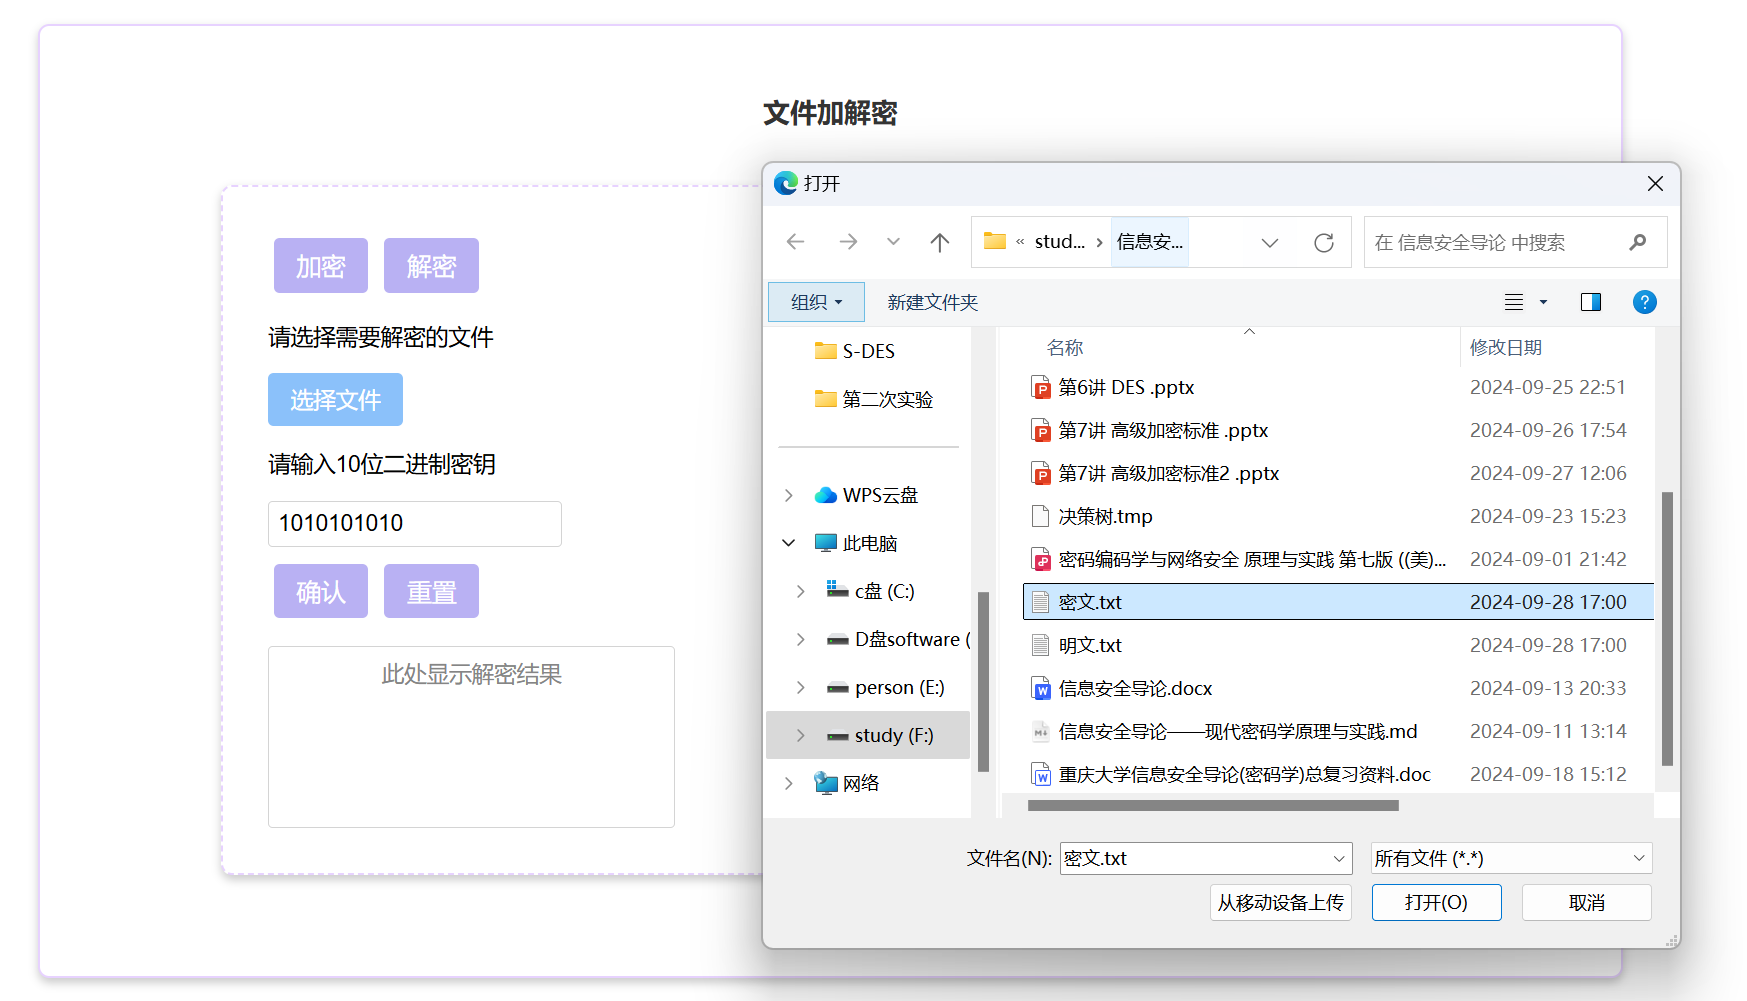 文件加解密
加密 解密
请选择需要解密的文件
选择文件
请输入10位二进制密钥
1010101010
确认 重置
此处显示解密结果
打开
« stud... › 信息安...
在 信息安全导论 中搜索
组织 新建文件夹
S-DES
第二次实验
WPS云盘
此电脑
c盘 (C:)
D盘software (
person (E:)
study (F:)
网络
名称 修改日期
第6讲 DES .pptx 2024-09-25 22:51
第7讲 高级加密标准 .pptx 2024-09-26 17:54
第7讲 高级加密标准2 .pptx 2024-09-27 12:06
决策树.tmp 2024-09-23 15:23
密码编码学与网络安全 原理与实践 第七版 ((美)... 2024-09-01 21:42
密文.txt 2024-09-28 17:00
明文.txt 2024-09-28 17:00
信息安全导论.docx 2024-09-13 20:33
信息安全导论——现代密码学原理与实践.md 2024-09-11 13:14
重庆大学信息安全导论(密码学)总复习资料.doc 2024-09-18 15:12
文件名(N): 密文.txt 所有文件 (*.*)
从移动设备上传 打开(O) 取消